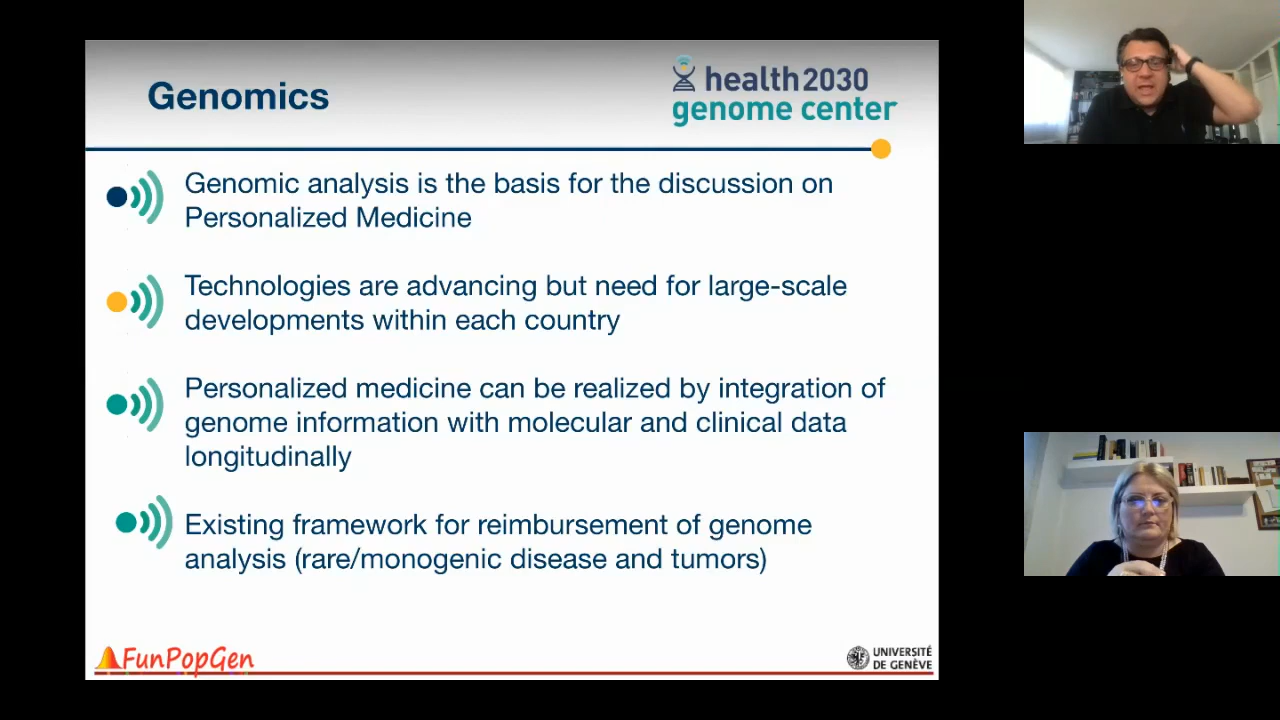 Genomics
health2030
genome center
Genomic analysis is the basis for the discussion on
Personalized Medicine
Technologies are advancing but need for large-scale
developments within each country
Personalized medicine can be realized by integration of
genome information with molecular and clinical data
longitudinally
Existing framework for reimbursement of genome
analysis (rare/monogenic disease and tumors)
FunPopGen
UNIVERSITÉ
DE GENÈVE